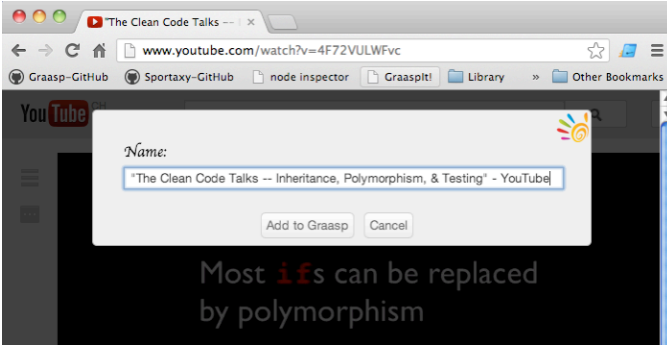 "The Clean Code Talks --
www.youtube.com/watch?v=4F72VULWFvc
Graasp-GitHub Sportaxy-GitHub node inspector GraaspIt! Library » Other Bookmarks
YouTube CH
Name:
"The Clean Code Talks -- Inheritance, Polymorphism, & Testing" - YouTube
Add to Graasp Cancel
Most ifs can be replaced
by polymorphism